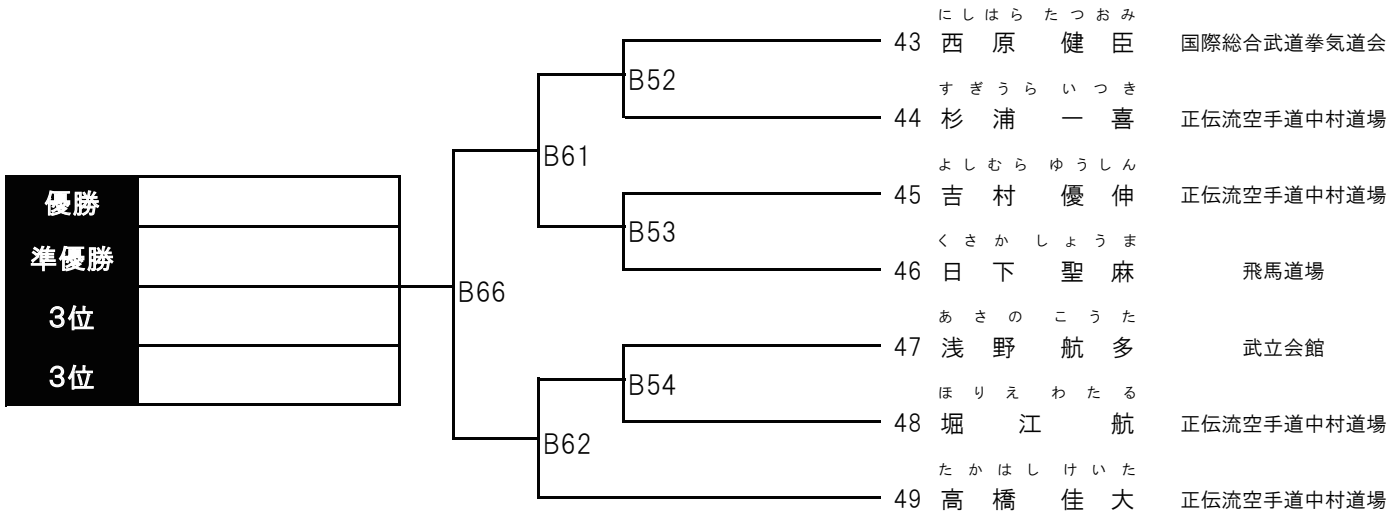 にしはら たつおみ
43 西原 健臣 国際総合武道拳気道会
B52
すぎうら いつき
44 杉浦 一喜 正伝流空手道中村道場
B61
よしむら ゆうしん
45 吉村 優伸 正伝流空手道中村道場
B53
くさか しょうま
46 日下 聖麻 飛馬道場
優勝
準優勝
3位
3位
B66
あさの こうた
47 浅野 航多 武立会館
B54
ほりえ わたる
48 堀江 航 正伝流空手道中村道場
B62
たかはし けいた
49 高橋 佳大 正伝流空手道中村道場